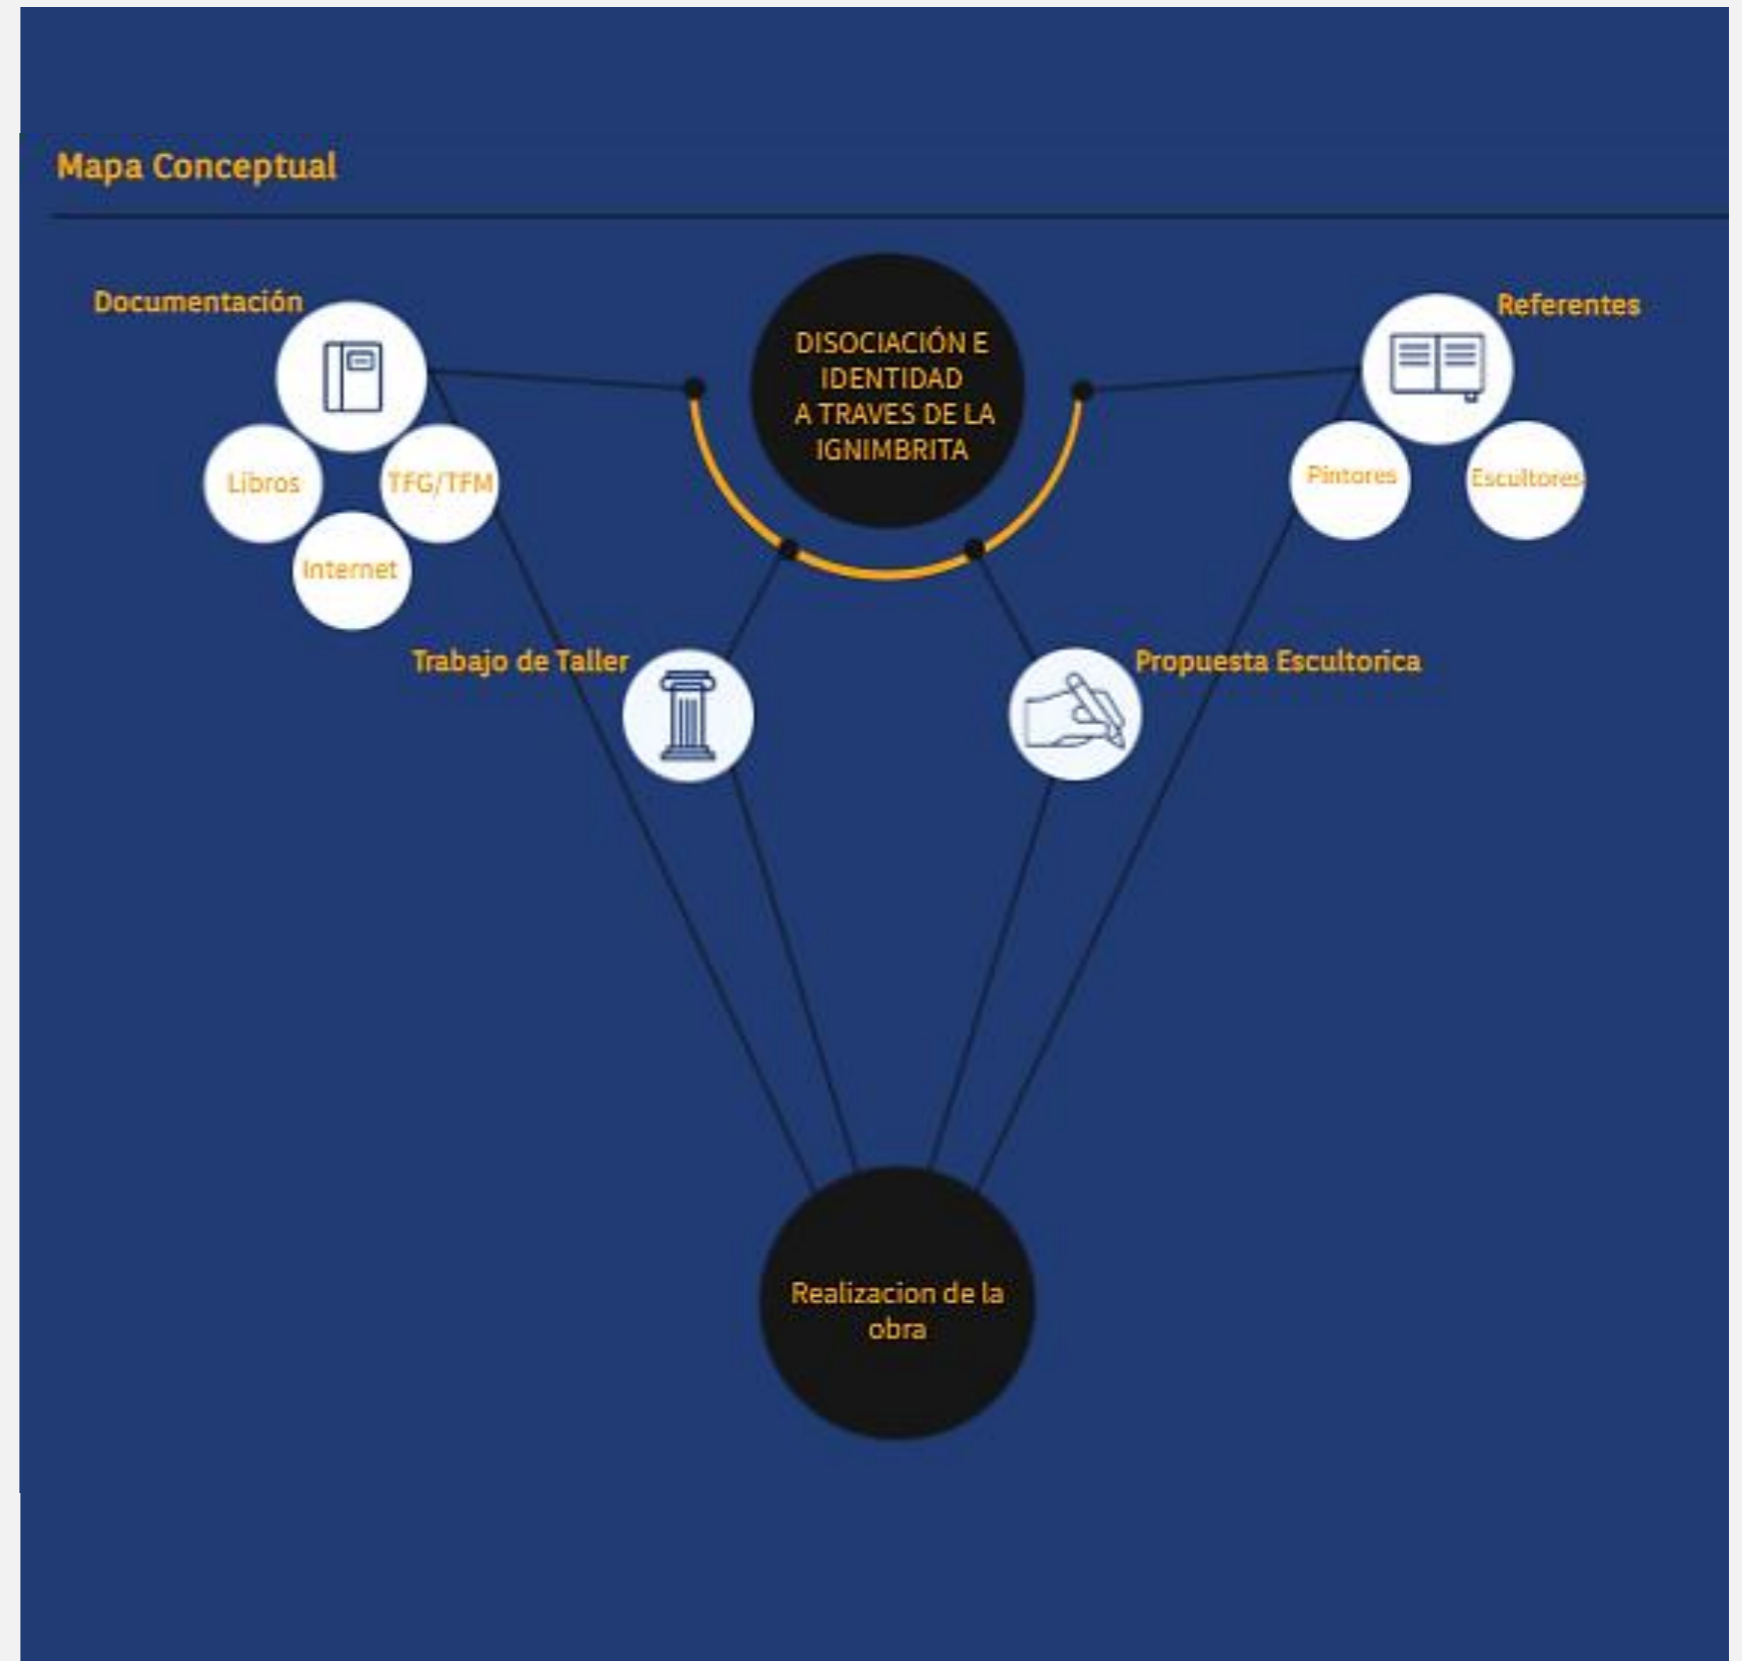 Mapa Conceptual
Documentación
Libros
TFG/TFM
Internet
DISOCIACIÓN E
IDENTIDAD
A TRAVES DE LA
IGNIMBRITA
Referentes
Pintores
Escultores
Trabajo de Taller
Propuesta Escultorica
Realizacion de la
obra